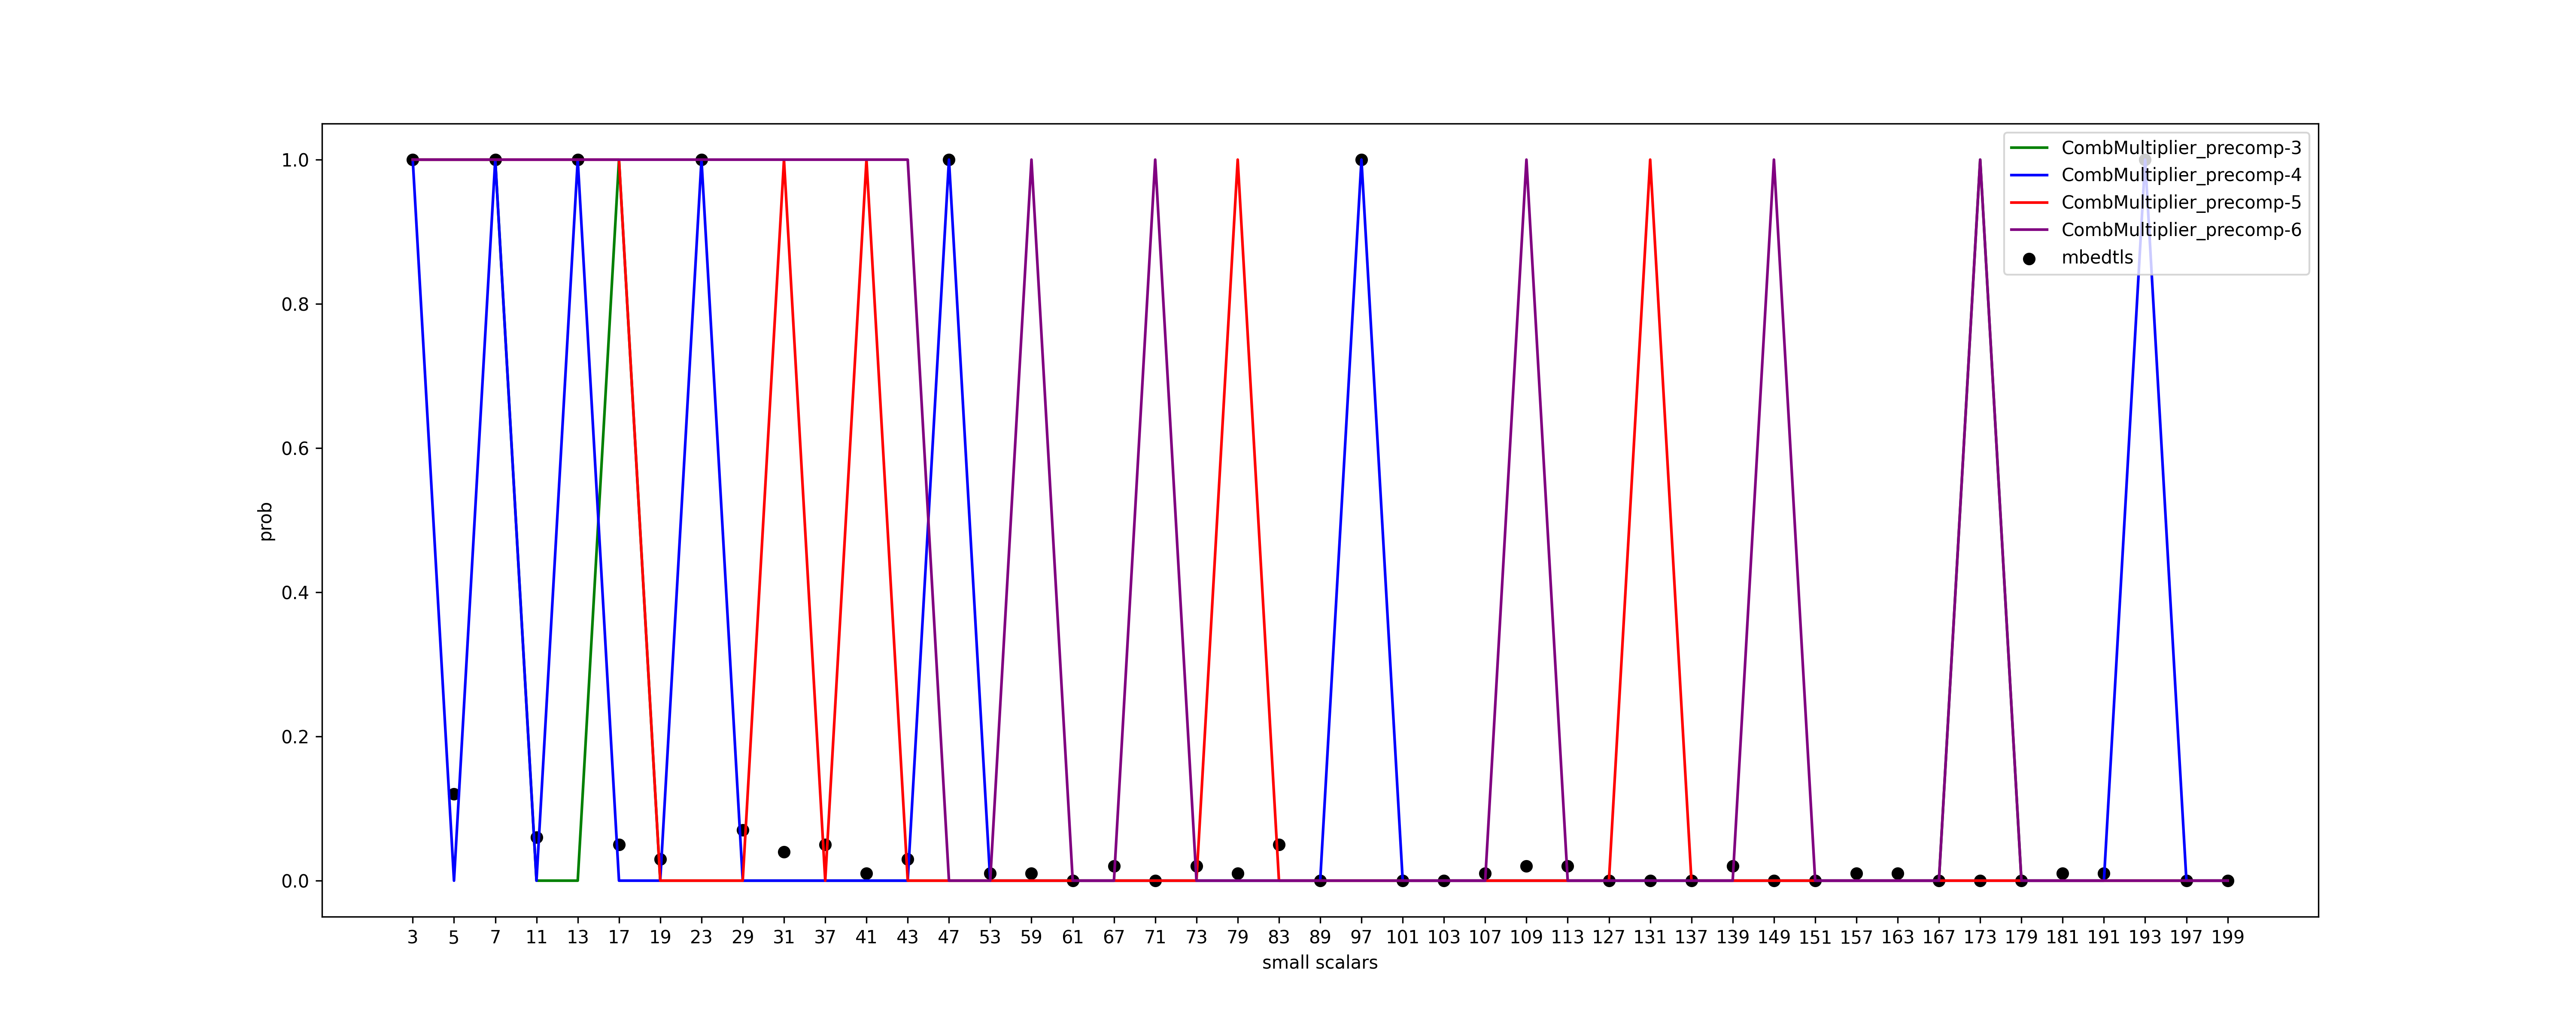 CombMultiplier_precomp-3
CombMultiplier_precomp-4
CombMultiplier_precomp-5
CombMultiplier_precomp-6
mbedtls
1.0
0.8
0.6
0.4
0.2
0.0
prob
3 5 7 11 13 17 19 23 29 31 37 41 43 47 53 59 61 67 71 73 79 83 89 97 101 103 107 109 113 127 131 137 139 149 151 157 163 167 173 179 181 191 193 197 199
small scalars